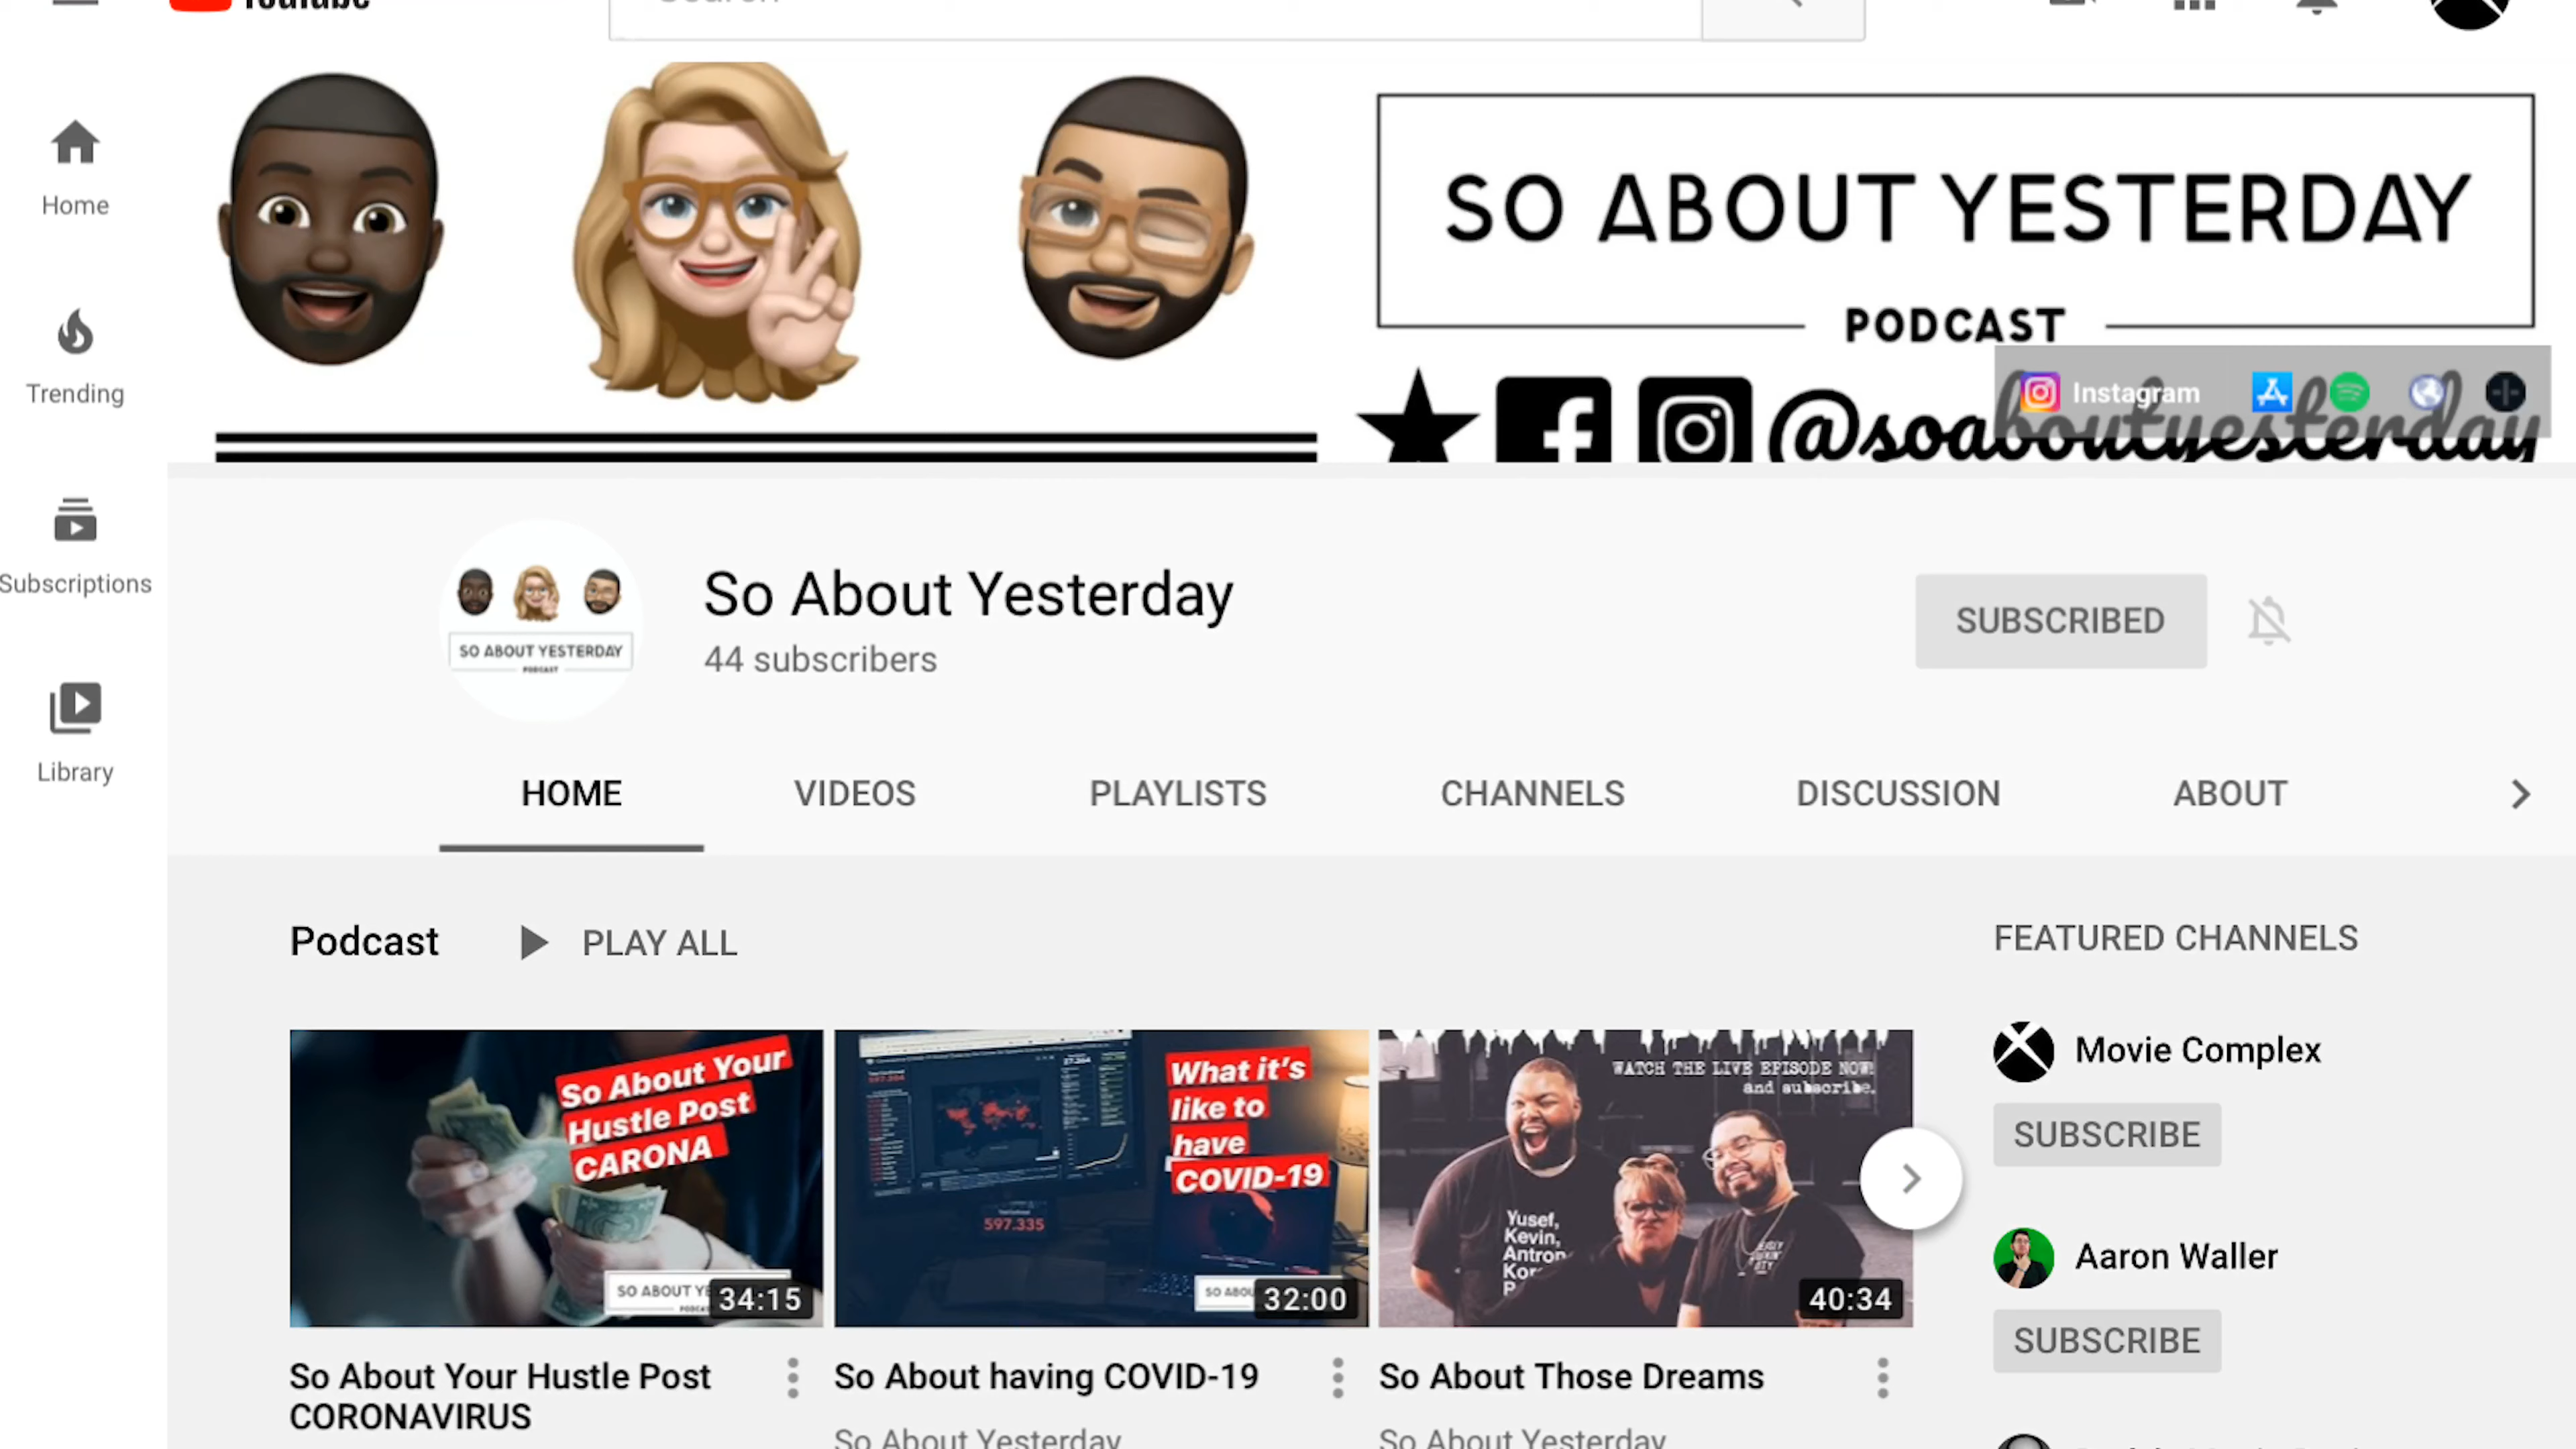 YouTube
Search
SO ABOUT YESTERDAY
PODCAST
@soaboutyesterday
Instagram
Home
Trending
Subscriptions
Library
SO ABOUT YESTERDAY
PODCAST
So About Yesterday
44 subscribers
SUBSCRIBED
HOME
VIDEOS
PLAYLISTS
CHANNELS
DISCUSSION
ABOUT
Podcast
PLAY ALL
FEATURED CHANNELS
So About Your
Hustle Post
CARONA
SO ABOUT YE
34:15
What it's
like to
have
COVID-19
597.335
SO ABOU
32:00
WATCH THE LIVE EPISODE NOW!
and subscribe.
Yusef,
Kevin,
Antron
Kor
40:34
So About Your Hustle Post
CORONAVIRUS
So About having COVID-19
So About Yesterday
So About Those Dreams
So About Yesterday
Movie Complex
SUBSCRIBE
Aaron Waller
SUBSCRIBE